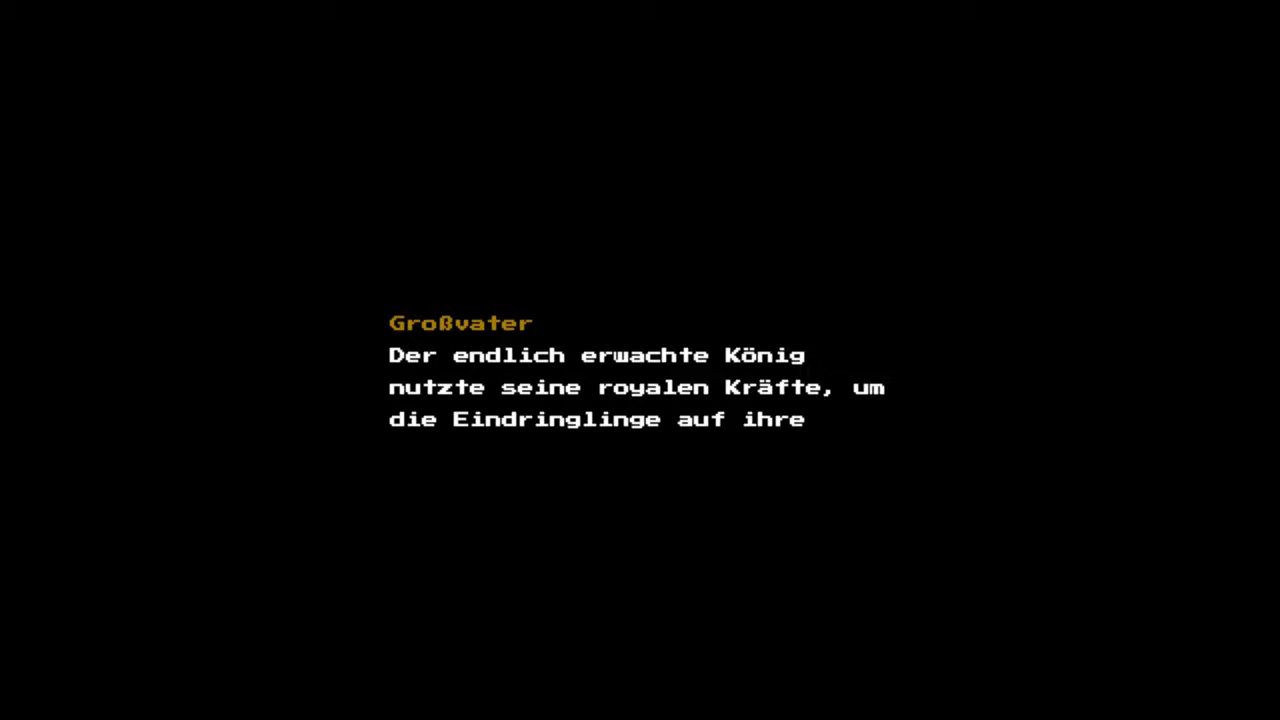 Großvater
Der endlich erwachte König
nutzte seine royalen Kräfte, um
die Eindringlinge auf ihre